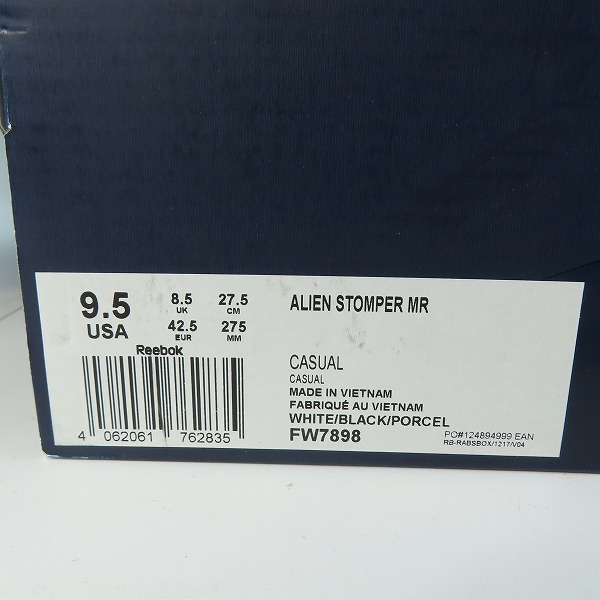 9.5 8.5 27.5 ALIEN STOMPER MR
UK CM
USA 42.5 275
EUR MM
Reebok
CASUAL
CASUAL
MADE IN VIETNAM
FABRIQUÉ AU VIETNAM
WHITE/BLACK/PORCEL
4 062061 762835 FW7898 PO#124894999 EAN
RB-RABSBOX/1217/V04